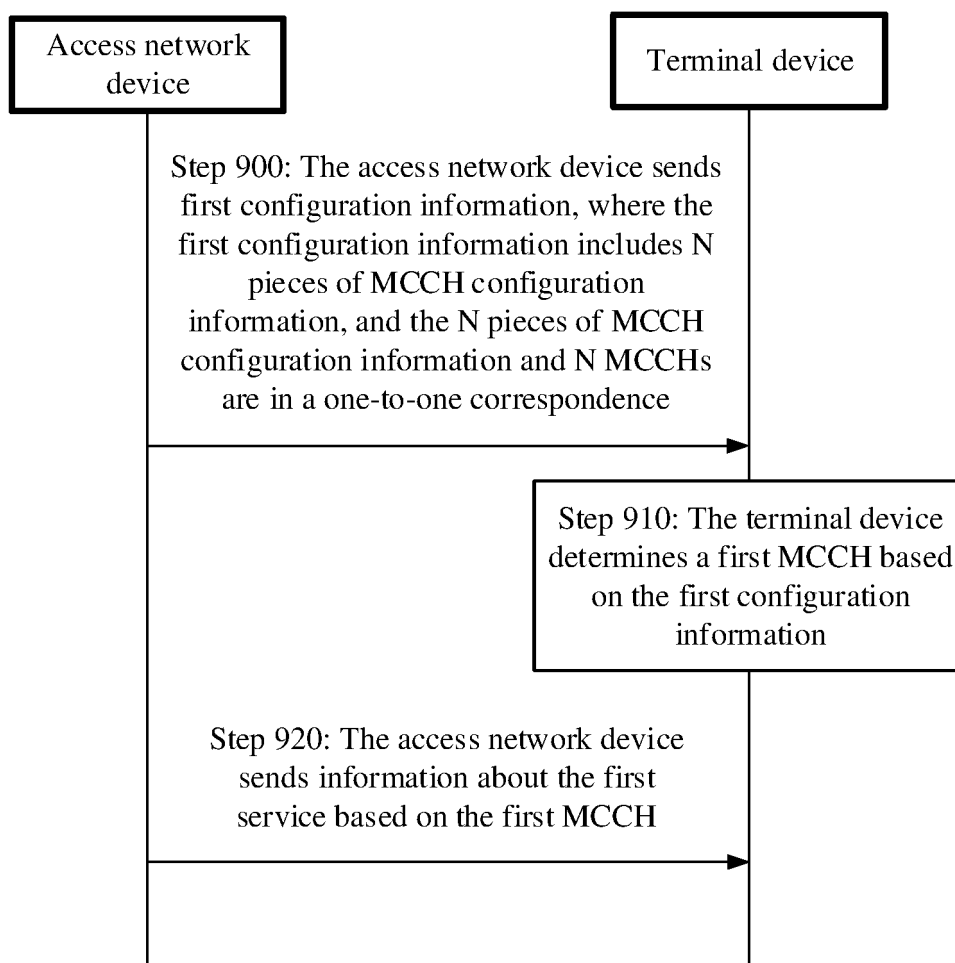 Access network
device
Terminal device
Step 900: The access network device sends
first configuration information, where the
first configuration information includes N
pieces of MCCH configuration
information, and the N pieces of MCCH
configuration information and N MCCHs
are in a one-to-one correspondence
Step 910: The terminal device
determines a first MCCH based
on the first configuration
information
Step 920: The access network device
sends information about the first
service based on the first MCCH